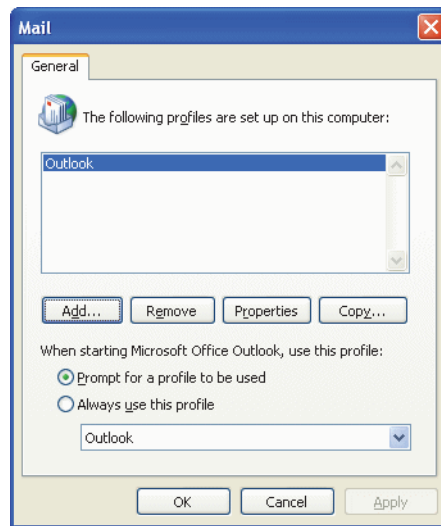 Mail
General
The following profiles are set up on this computer:
Outlook
Add... Remove Properties Copy...
When starting Microsoft Office Outlook, use this profile:
Prompt for a profile to be used
Always use this profile
Outlook
OK Cancel Apply